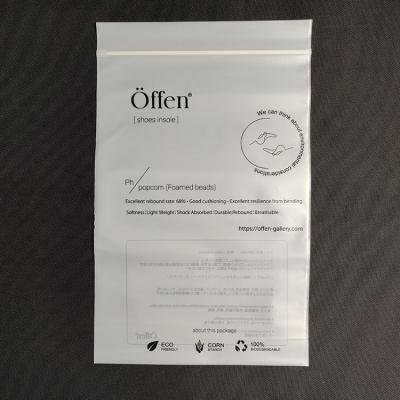 Öffen®
[ shoes insole ]
We can think about environmental considerations
Ph/
popcorn (Foamed beads)
Excellent rebound rate: 68% • Good cushioning • Excellent resilience from bending
Softness | Light Weight | Shock Absorbed | Durable/Rebound | Breathable
https://offen-gallery.com
Öffen
about this package
ECO FRIENDLY
CORN STARCH
100% BIODEGRADABLE